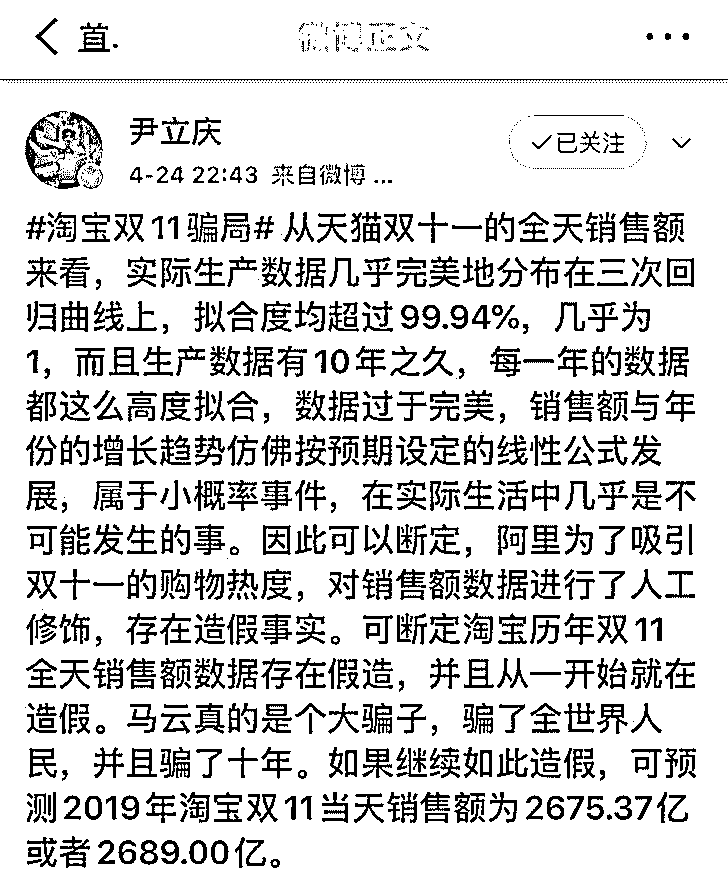 首.
微博正文
尹立庆
4-24 22:43 来自微博 ...
已关注
#淘宝双11骗局# 从天猫双十一的全天销售额
来看，实际生产数据几乎完美地分布在三次回
归曲线上，拟合度均超过99.94%，几乎为
1，而且生产数据有10年之久，每一年的数据
都这么高度拟合，数据过于完美，销售额与年
份的增长趋势仿佛按预期设定的线性公式发
展，属于小概率事件，在实际生活中几乎是不
可能发生的事。因此可以断定，阿里为了吸引
双十一的购物热度，对销售额数据进行了人工
修饰，存在造假事实。可断定淘宝历年双11
全天销售额数据存在假造，并且从一开始就在
造假。马云真的是个大骗子，骗了全世界人
民，并且骗了十年。如果继续如此造假，可预
测2019年淘宝双11当天销售额为2675.37亿
或者2689.00亿。